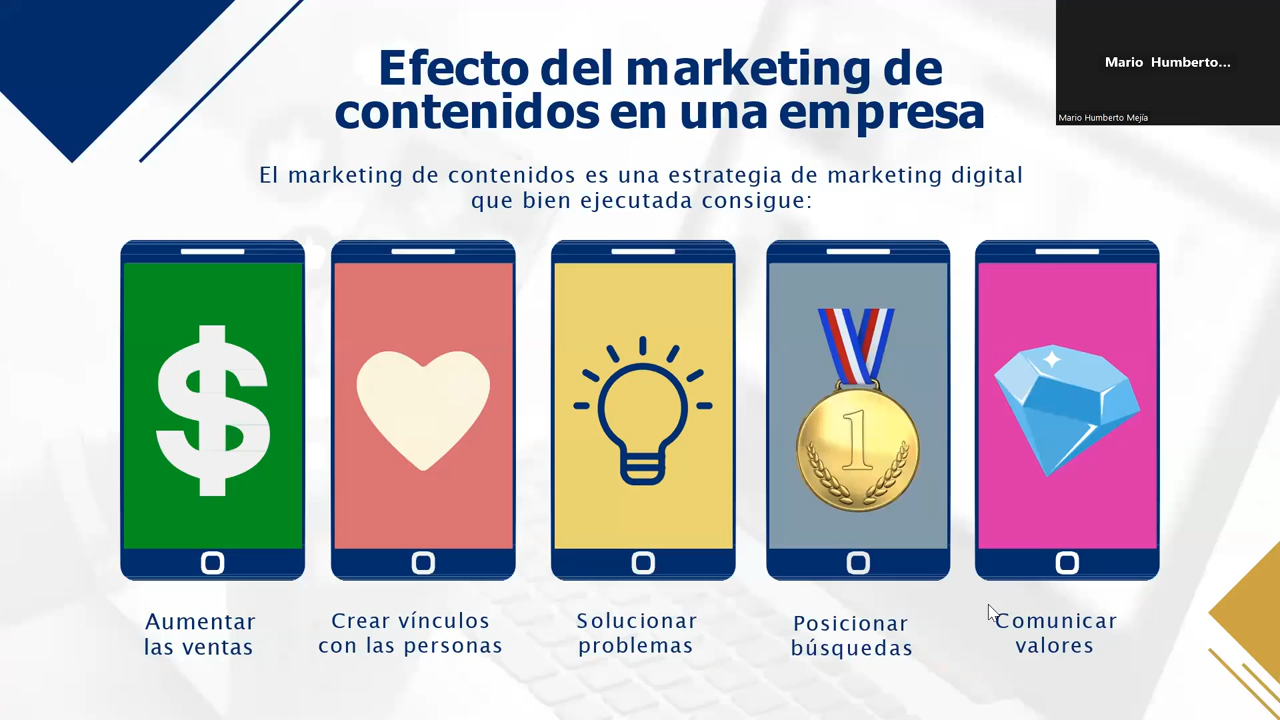 Efecto del marketing de
contenidos en una empresa
Mario Humberto...
Mario Humberto Mejía
El marketing de contenidos es una estrategia de marketing digital
que bien ejecutada consigue:
1
Aumentar
las ventas
Crear vínculos
con las personas
Solucionar
problemas
Posicionar
búsquedas
Comunicar
valores